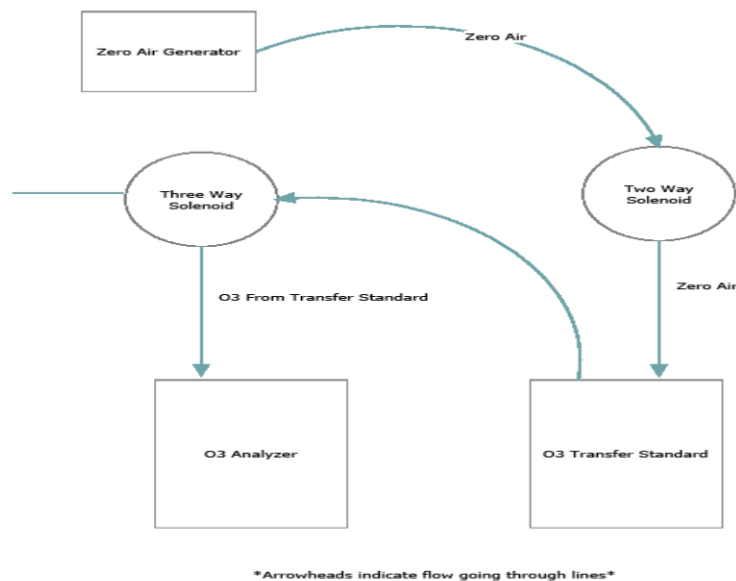 Zero Air Generator
Zero Air
Three Way
Solenoid
Two Way
Solenoid
Zero Air
O3 From Transfer Standard
O3 Analyzer
O3 Transfer Standard
*Arrowheads indicate flow going through lines*